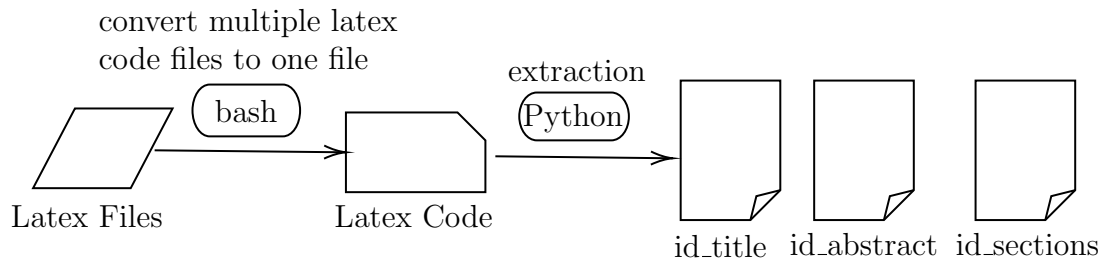 convert multiple latex
code files to one file
bash
extraction
Python
Latex Files
Latex Code
id_title
id_abstract
id_sections